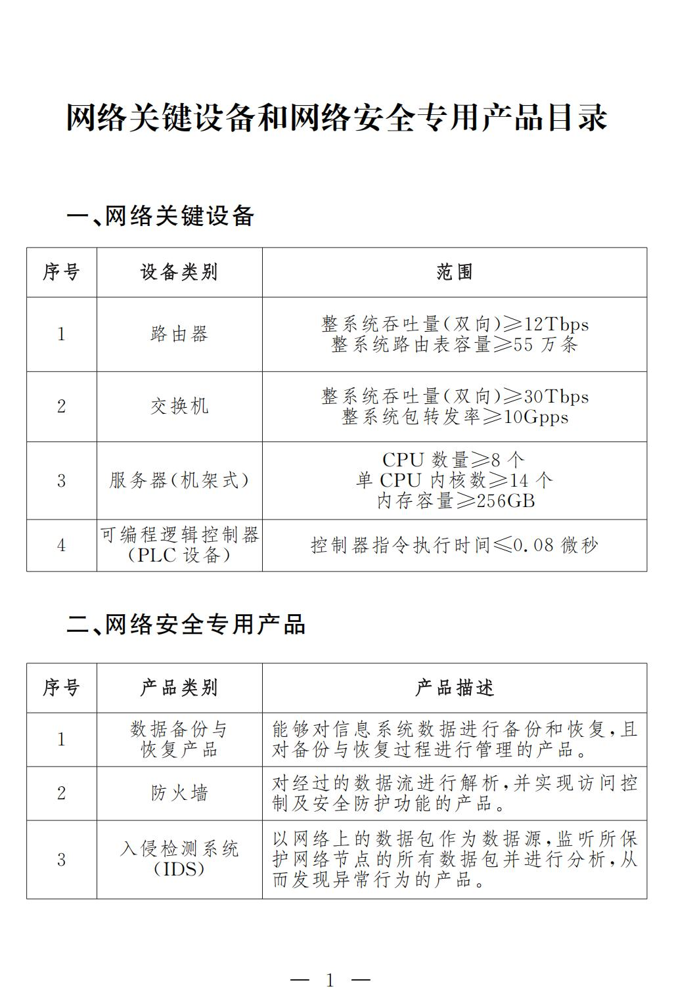 网络关键设备和网络安全专用产品目录
一、网络关键设备
序号 设备类别 范围
1 路由器 整系统吞吐量(双向)≥12Tbps
整系统路由表容量≥55 万条
2 交换机 整系统吞吐量(双向)≥30Tbps
整系统包转发率≥10Gpps
3 服务器(机架式) CPU 数量≥8 个
单 CPU 内核数≥14 个
内存容量≥256GB
4 可编程逻辑控制器
(PLC 设备) 控制器指令执行时间≤0.08 微秒
二、网络安全专用产品
序号 产品类别 产品描述
1 数据备份与
恢复产品 能够对信息系统数据进行备份和恢复,且
对备份与恢复过程进行管理的产品。
2 防火墙 对经过的数据流进行解析,并实现访问控
制及安全防护功能的产品。
3 入侵检测系统
(IDS) 以网络上的数据包作为数据源,监听所保
护网络节点的所有数据包并进行分析,从
而发现异常行为的产品。
— 1 —